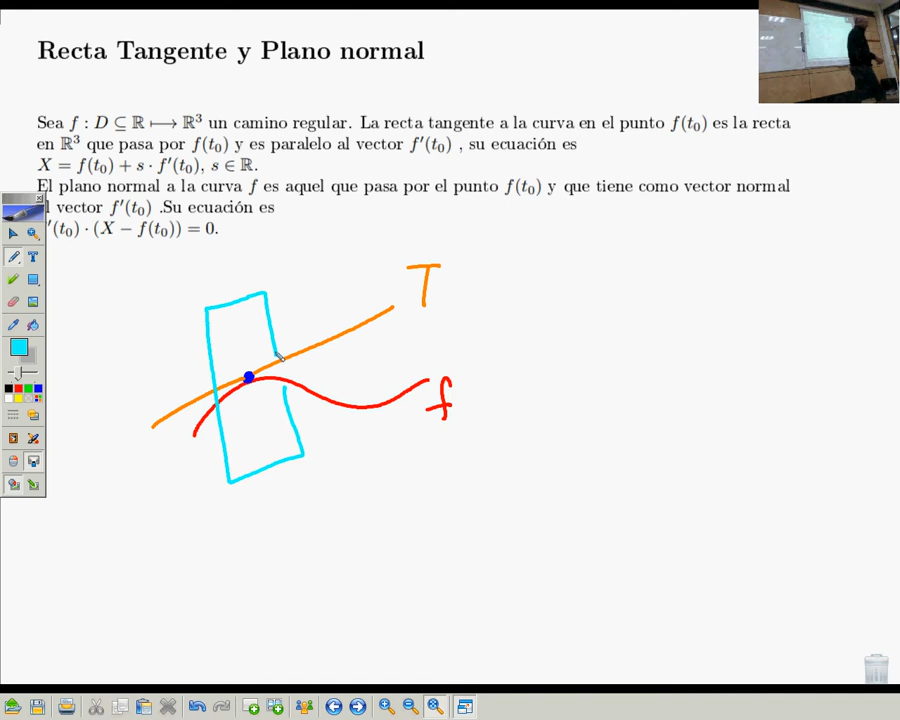 Recta Tangente y Plano normal
Sea f : D ⊆ ℝ ⟼ ℝ³ un camino regular. La recta tangente a la curva en el punto f(t₀) es la recta
en ℝ³ que pasa por f(t₀) y es paralelo al vector f′(t₀) , su ecuación es
X = f(t₀) + s · f′(t₀), s ∈ ℝ.
El plano normal a la curva f es aquel que pasa por el punto f(t₀) y que tiene como vector normal
l vector f′(t₀) .Su ecuación es
′(t₀) · (X − f(t₀)) = 0.
T
f